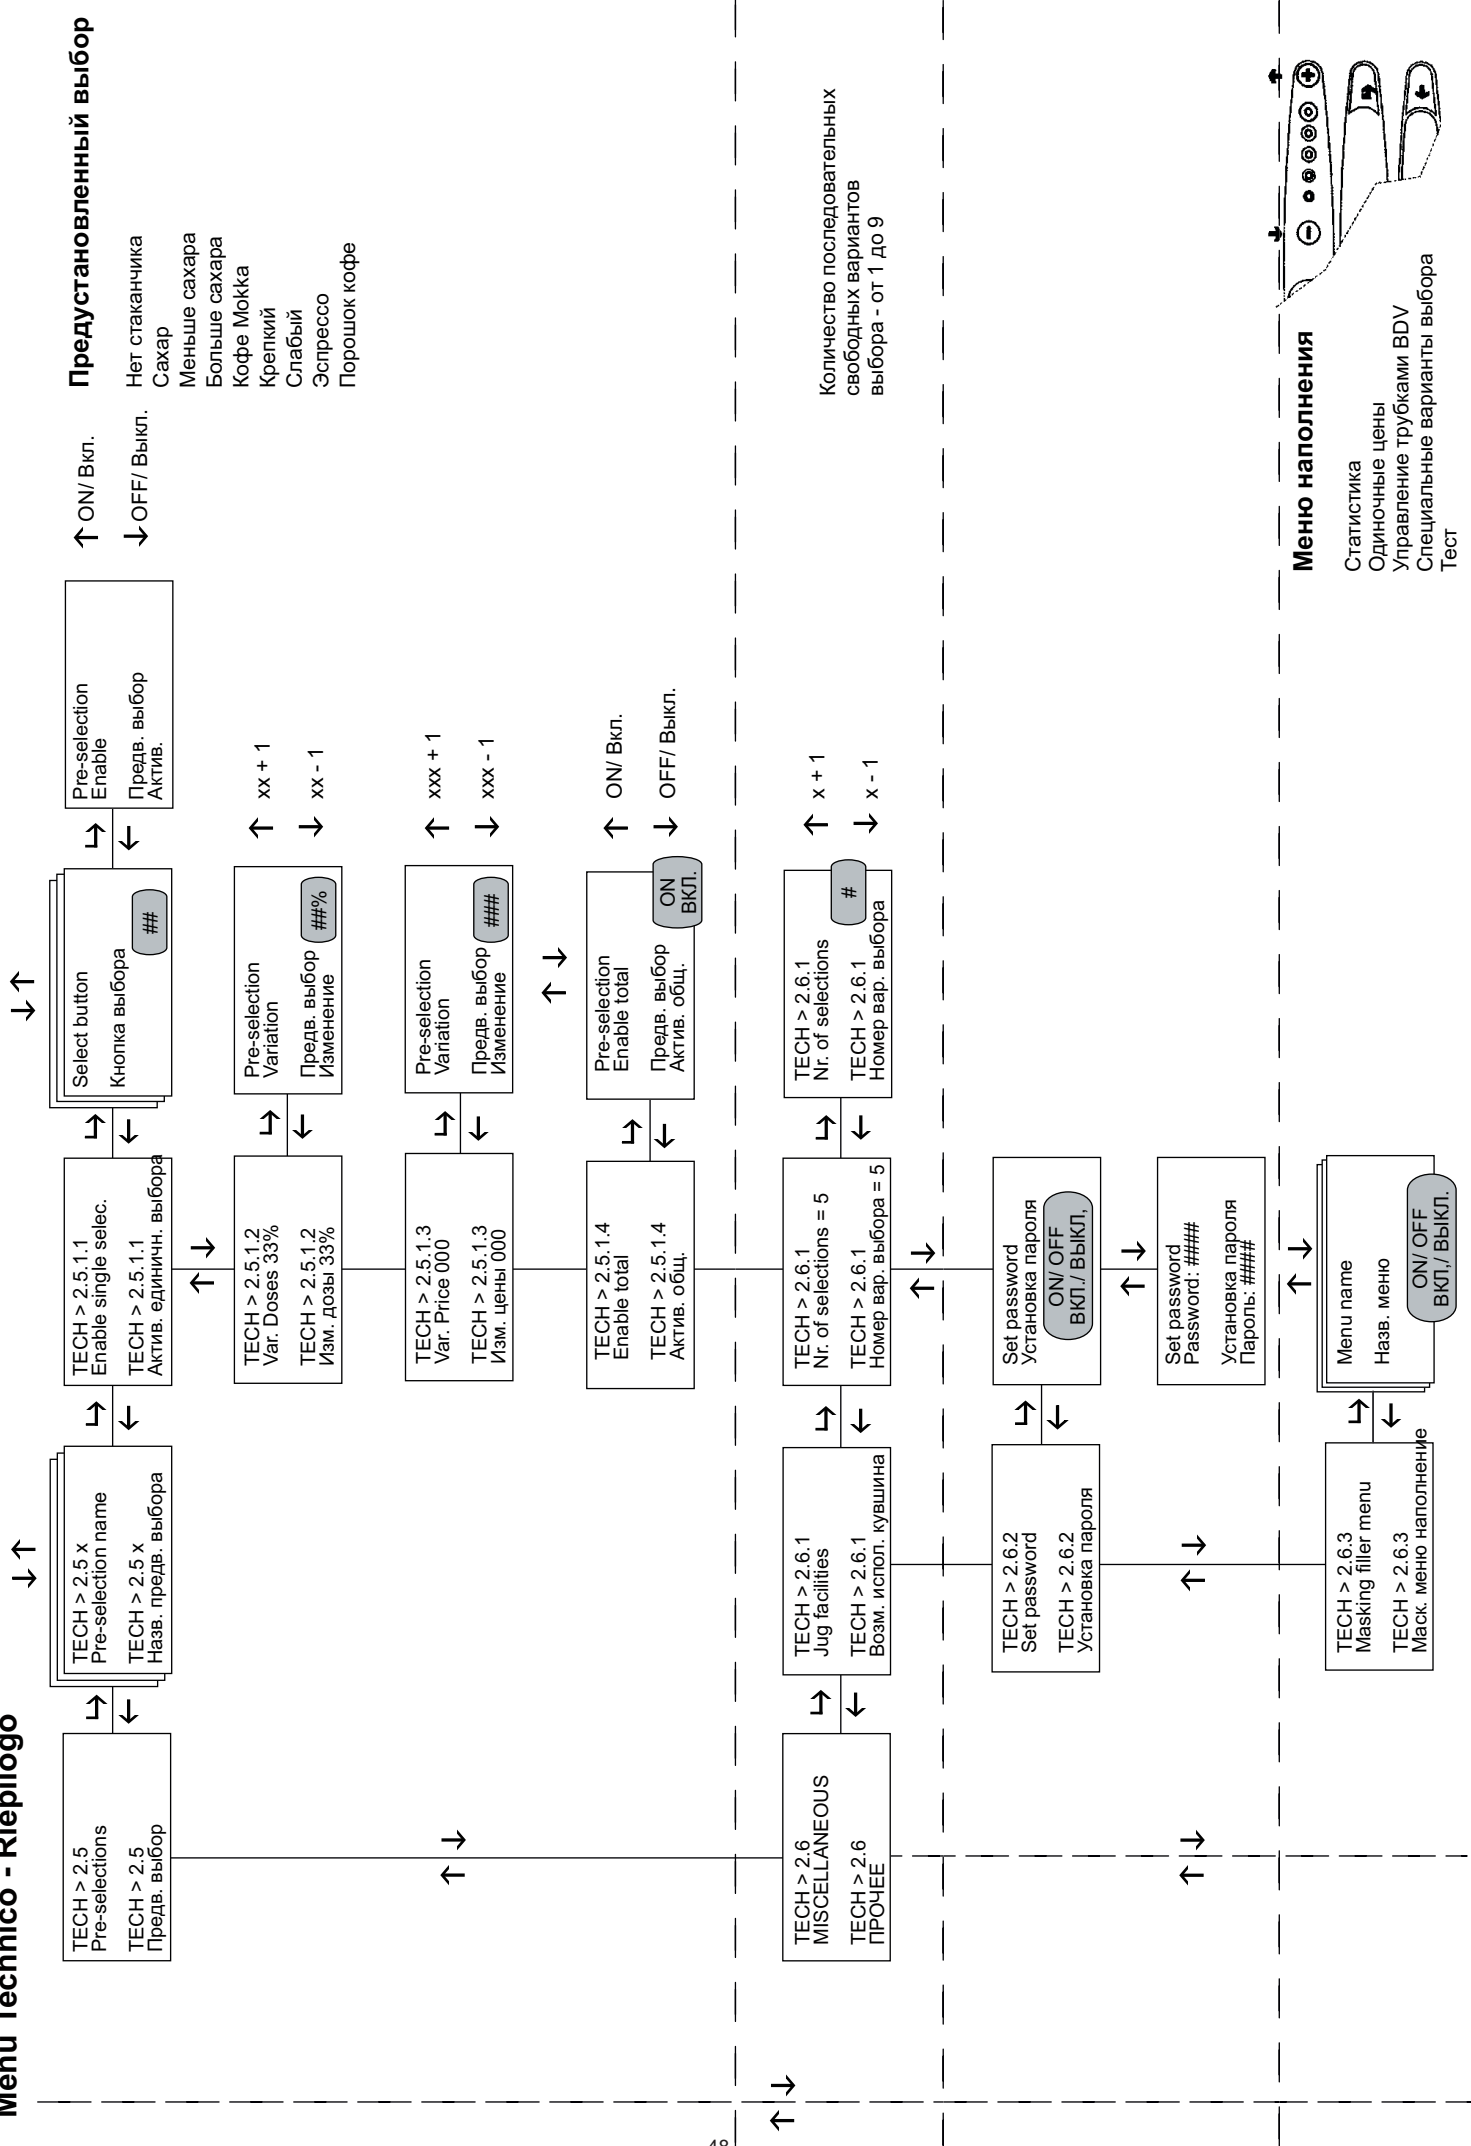 Menu Technico - Riepilogo
TECH > 2.5
Pre-selections
TECH > 2.5
Предв. выбор
TECH > 2.5 x
Pre-selection name
TECH > 2.5 x
Назв. предв. выбора
TECH > 2.5.1.1
Enable single selec.
TECH > 2.5.1.1
Актив. единичн. выбора
Select button
Кнопка выбора
##
Pre-selection
Enable
Предв. выбор
Актив.
ON/ Вкл.
OFF/ Выкл.
Предустановленный выбор
Нет стаканчика
Сахар
Меньше сахара
Больше сахара
Кофе Mokka
Крепкий
Слабый
Эспрессо
Порошок кофе
TECH > 2.5.1.2
Var. Doses 33%
TECH > 2.5.1.2
Изм. дозы 33%
Pre-selection
Variation
Предв. выбор
Изменение
##%
xx + 1
xx - 1
TECH > 2.5.1.3
Var. Price 000
TECH > 2.5.1.3
Изм. цены 000
Pre-selection
Variation
Предв. выбор
Изменение
###
xxx + 1
xxx - 1
TECH > 2.5.1.4
Enable total
TECH > 2.5.1.4
Актив. общ.
Pre-selection
Enable total
Предв. выбор
Актив. общ.
ON
ВКЛ.
ON/ Вкл.
OFF/ Выкл.
TECH > 2.6
MISCELLANEOUS
TECH > 2.6
ПРОЧЕЕ
TECH > 2.6.1
Jug facilities
TECH > 2.6.1
Возм. испол. кувшина
TECH > 2.6.1
Nr. of selections = 5
TECH > 2.6.1
Номер вар. выбора = 5
TECH > 2.6.1
Nr. of selections
TECH > 2.6.1
Номер вар. выбора
#
x + 1
x - 1
Количество последовательных
свободных вариантов
выбора - от 1 до 9
TECH > 2.6.2
Set password
TECH > 2.6.2
Установка пароля
Set password
Установка пароля
ON/ OFF
ВКЛ./ ВЫКЛ,
Set password
Password: ####
Установка пароля
Пароль: ####
TECH > 2.6.3
Masking filler menu
TECH > 2.6.3
Маск. меню наполнение
Menu name
Назв. меню
ON/ OFF
ВКЛ,/ ВЫКЛ.
Меню наполнения
Статистика
Одиночные цены
Управление трубками BDV
Специальные варианты выбора
Тест
48